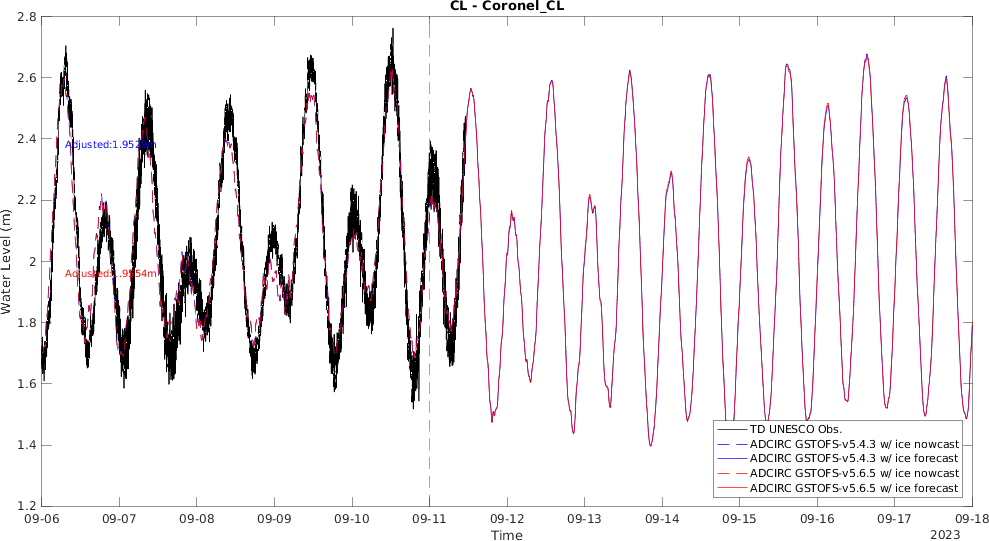 CL - Coronel_CL
2.8
2.6
2.4
2.2
2
1.8
1.6
1.4
1.2
Water Level (m)
Adjusted:1.952
TD UNESCO Obs.
ADCIRC GSTOFS-v5.4.3 w/ ice nowcast
ADCIRC GSTOFS-v5.4.3 w/ ice forecast
ADCIRC GSTOFS-v5.6.5 w/ ice nowcast
ADCIRC GSTOFS-v5.6.5 w/ ice forecast
09-06 09-07 09-08 09-09 09-10 09-11 09-12 09-13 09-14 09-15 09-16 09-17 09-18
Time
2023